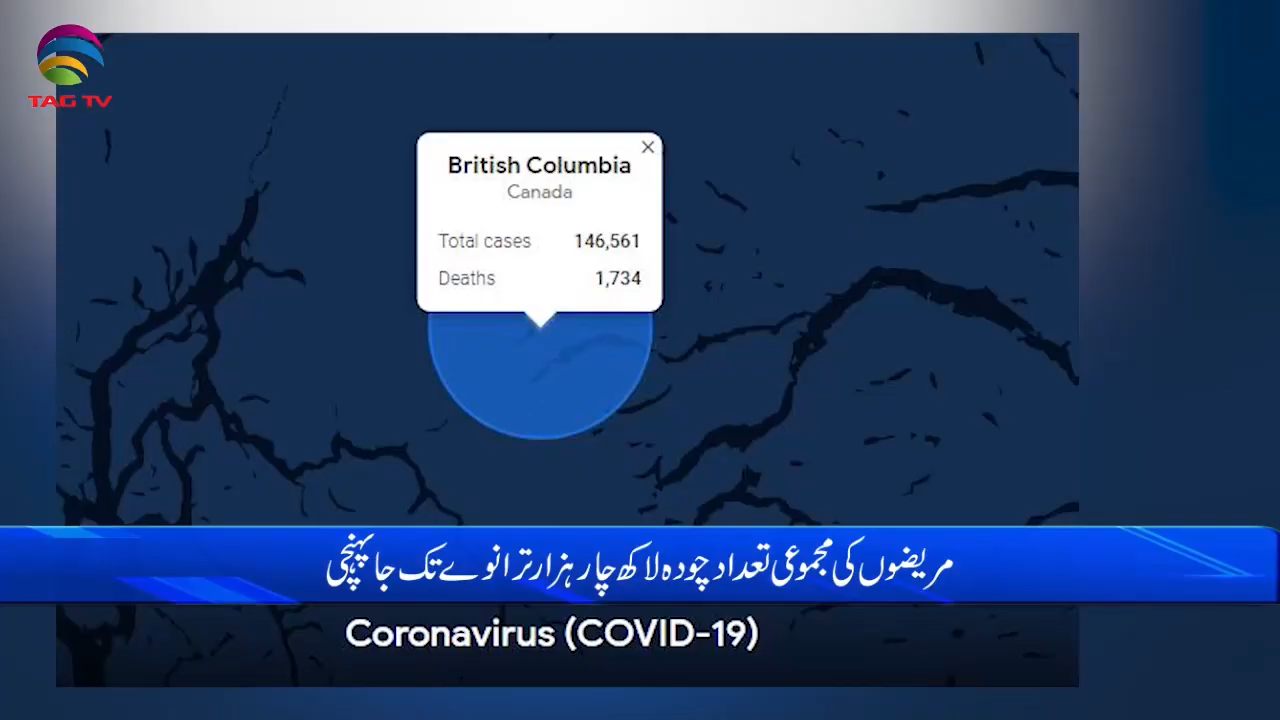 TAG TV
British Columbia
Canada
Total cases 146,561
Deaths 1,734
مریضوں کی مجموعی تعداد چودہ لاکھ چار ہزار ترانوے تک جا پہنچی
Coronavirus (COVID-19)